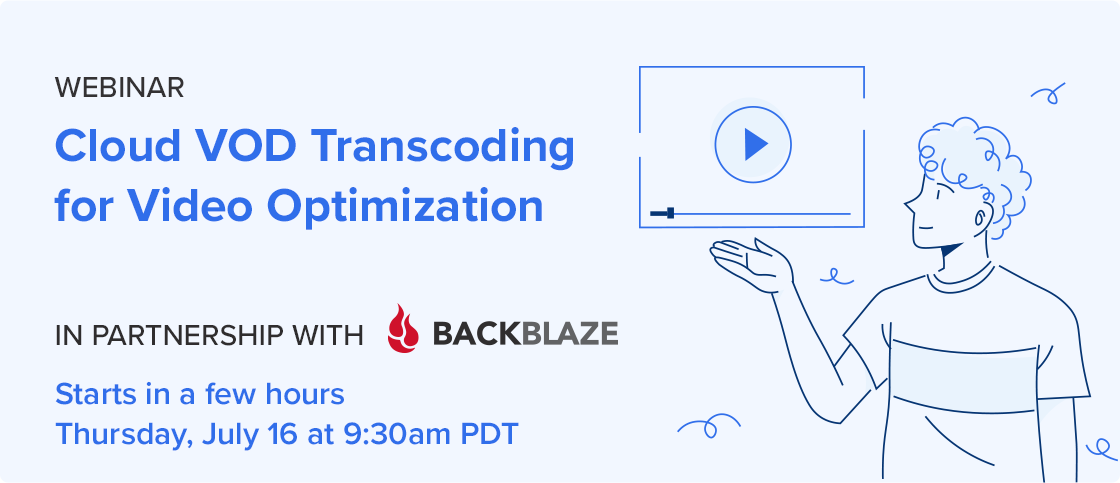 WEBINAR
Cloud VOD Transcoding
for Video Optimization
IN PARTNERSHIP WITH BACKBLAZE
Starts in a few hours
Thursday, July 16 at 9:30am PDT